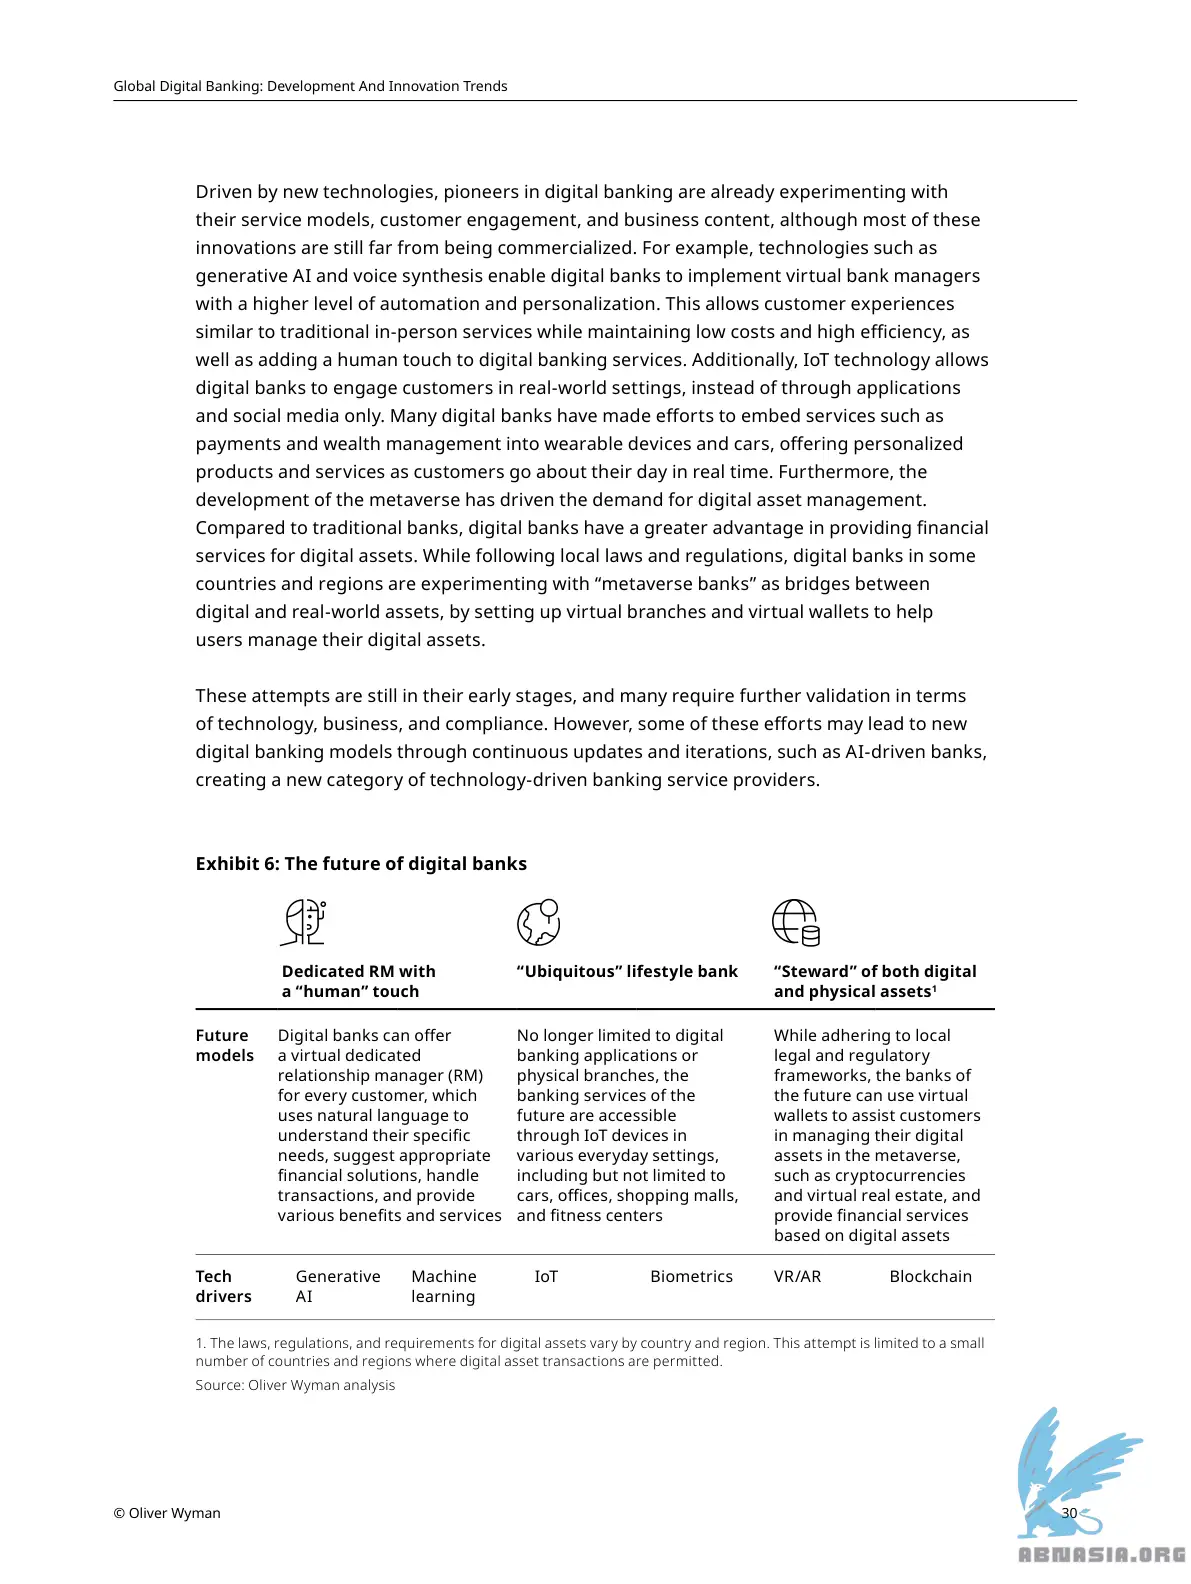 Global Digital Banking: Development And Innovation Trends
Driven by new technologies, pioneers in digital banking are already experimenting with
their service models, customer engagement, and business content, although most of these
innovations are still far from being commercialized. For example, technologies such as
generative AI and voice synthesis enable digital banks to implement virtual bank managers
with a higher level of automation and personalization. This allows customer experiences
similar to traditional in-person services while maintaining low costs and high efficiency, as
well as adding a human touch to digital banking services. Additionally, IoT technology allows
digital banks to engage customers in real-world settings, instead of through applications
and social media only. Many digital banks have made efforts to embed services such as
payments and wealth management into wearable devices and cars, offering personalized
products and services as customers go about their day in real time. Furthermore, the
development of the metaverse has driven the demand for digital asset management.
Compared to traditional banks, digital banks have a greater advantage in providing financial
services for digital assets. While following local laws and regulations, digital banks in some
countries and regions are experimenting with “metaverse banks” as bridges between
digital and real-world assets, by setting up virtual branches and virtual wallets to help
users manage their digital assets.
These attempts are still in their early stages, and many require further validation in terms
of technology, business, and compliance. However, some of these efforts may lead to new
digital banking models through continuous updates and iterations, such as AI-driven banks,
creating a new category of technology-driven banking service providers.
Exhibit 6: The future of digital banks
Dedicated RM with
a “human” touch
“Ubiquitous” lifestyle bank
“Steward” of both digital
and physical assets¹
Future
models
Digital banks can offer
a virtual dedicated
relationship manager (RM)
for every customer, which
uses natural language to
understand their specific
needs, suggest appropriate
financial solutions, handle
transactions, and provide
various benefits and services
No longer limited to digital
banking applications or
physical branches, the
banking services of the
future are accessible
through IoT devices in
various everyday settings,
including but not limited to
cars, offices, shopping malls,
and fitness centers
While adhering to local
legal and regulatory
frameworks, the banks of
the future can use virtual
wallets to assist customers
in managing their digital
assets in the metaverse,
such as cryptocurrencies
and virtual real estate, and
provide financial services
based on digital assets
Tech
drivers
Generative
AI
Machine
learning
IoT
Biometrics
VR/AR
Blockchain
1. The laws, regulations, and requirements for digital assets vary by country and region. This attempt is limited to a small
number of countries and regions where digital asset transactions are permitted.
Source: Oliver Wyman analysis
© Oliver Wyman
30
ABNASIA.ORG